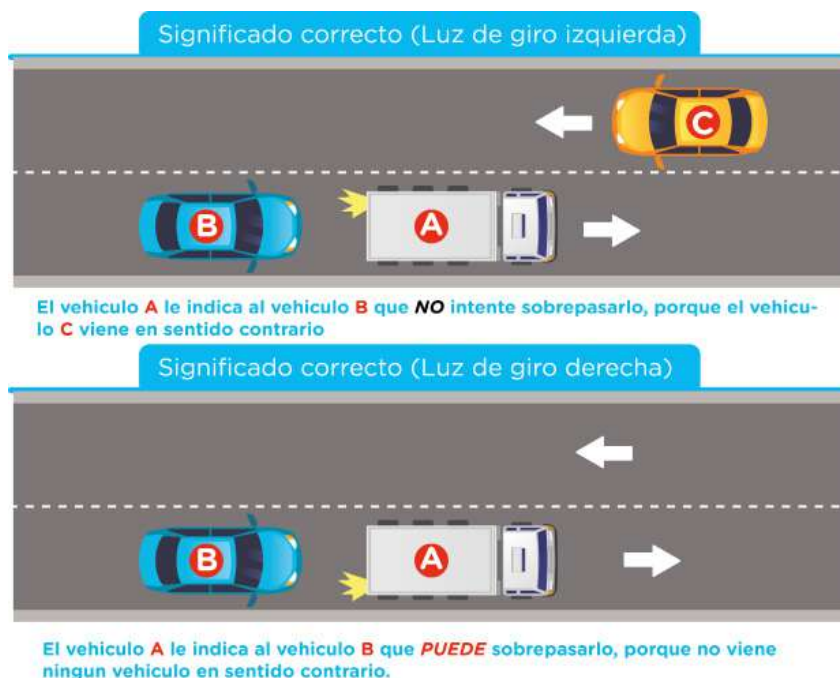 Significado correcto (Luz de giro izquierda)
C
B
A
El vehiculo A le indica al vehiculo B que NO intente sobrepasarlo, porque el vehicu-
lo C viene en sentido contrario
Significado correcto (Luz de giro derecha)
B
A
El vehiculo A le indica al vehiculo B que PUEDE sobrepasarlo, porque no viene
ningun vehiculo en sentido contrario.